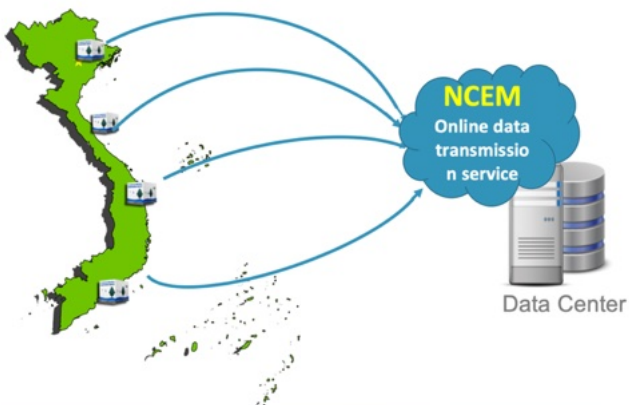 NCEM
Online data
transmissio
n service
Data Center